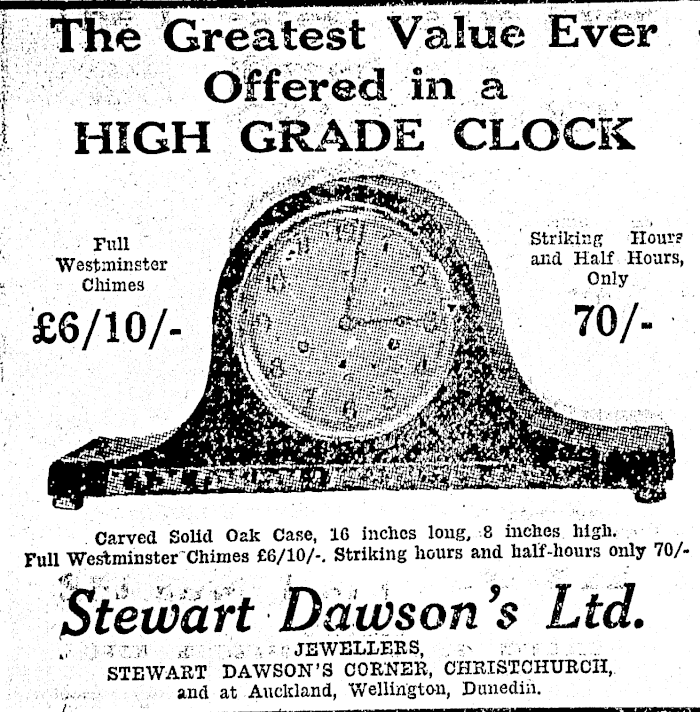 The Greatest Value Ever
Offered in a
HIGH GRADE CLOCK
Full
Westminster
Chimes
£6/10/-
Striking Hours
and Half Hours,
Only
70/-
Carved Solid Oak Case, 16 inches long, 8 inches high.
Full Westminster Chimes £6/10/-. Striking hours and half-hours only 70/-
Stewart Dawson's Ltd.
JEWELLERS,
STEWART DAWSON'S CORNER, CHRISTCHURCH,
and at Auckland, Wellington, Dunedin.